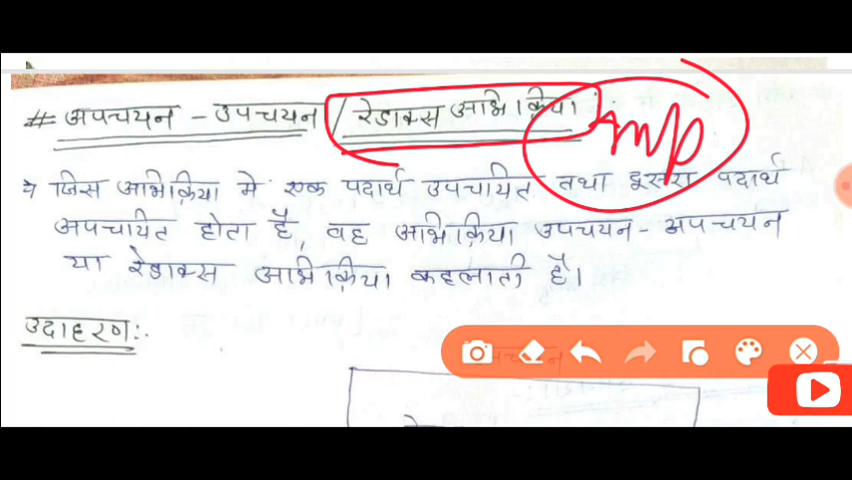 # अपचयन - उपचयन / रेडाक्स अभिक्रिया Imp
→ जिस अभिक्रिया मे एक पदार्थ उपचयित तथा दूसरा पदार्थ
अपचयित होता है, वह अभिक्रिया उपचयन - अपचयन
या रेडाक्स अभिक्रिया कहलाती है।
उदाहरण:-